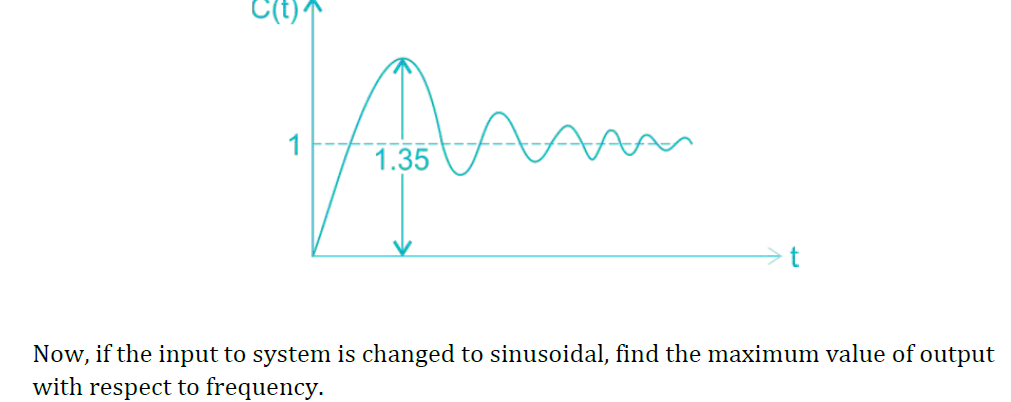 C(t)
1
1.35
t
Now, if the input to system is changed to sinusoidal, find the maximum value of output
with respect to frequency.